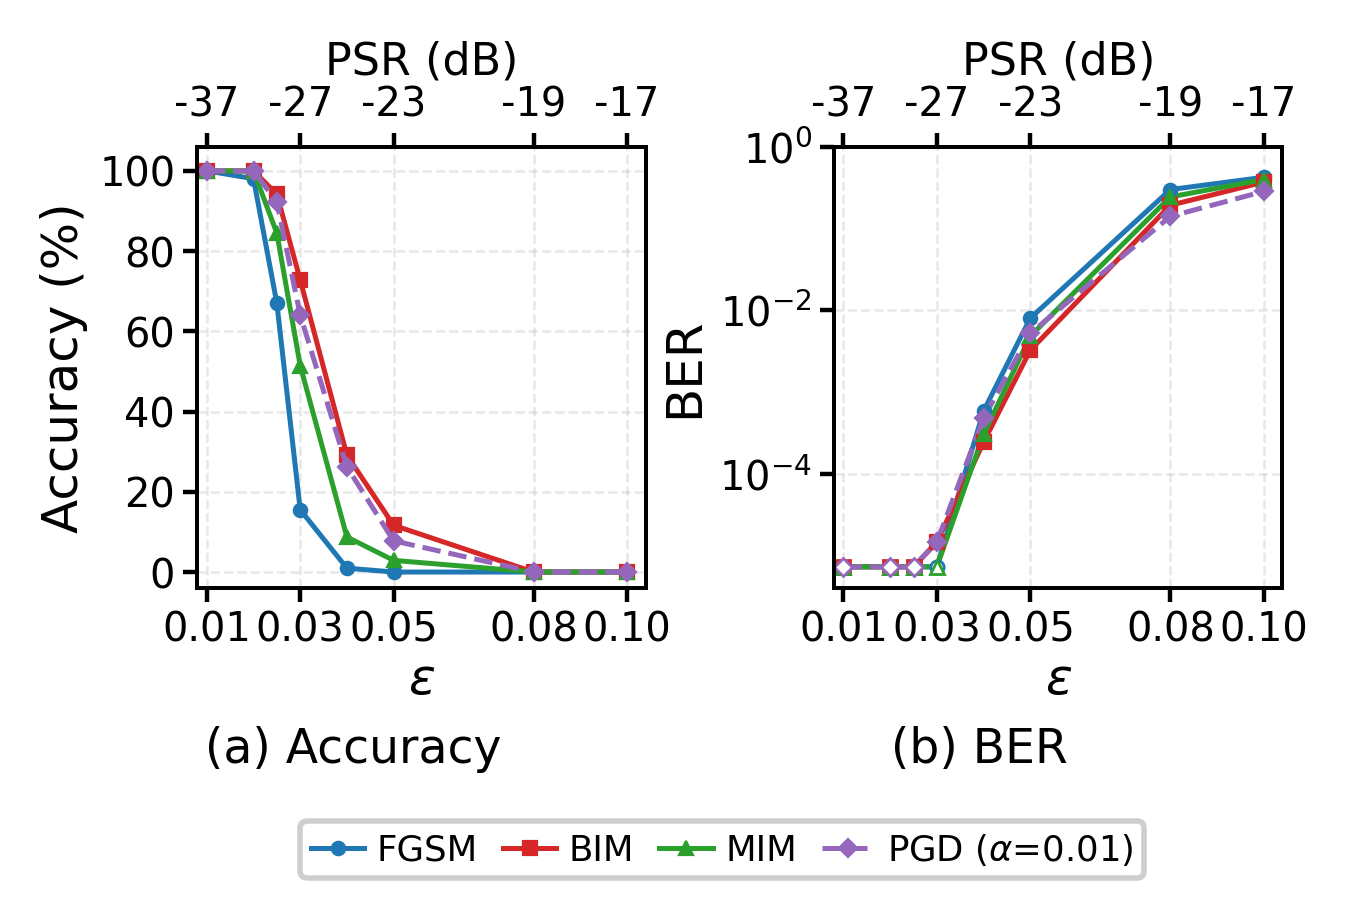 PSR (dB)
-37 -27 -23 -19 -17
100
80
60
40
20
0
Accuracy (%)
0.01 0.03 0.05 0.08 0.10
ε
(a) Accuracy
PSR (dB)
-37 -27 -23 -19 -17
10⁰
10⁻²
10⁻⁴
BER
0.01 0.03 0.05 0.08 0.10
ε
(b) BER
FGSM BIM MIM PGD (α=0.01)